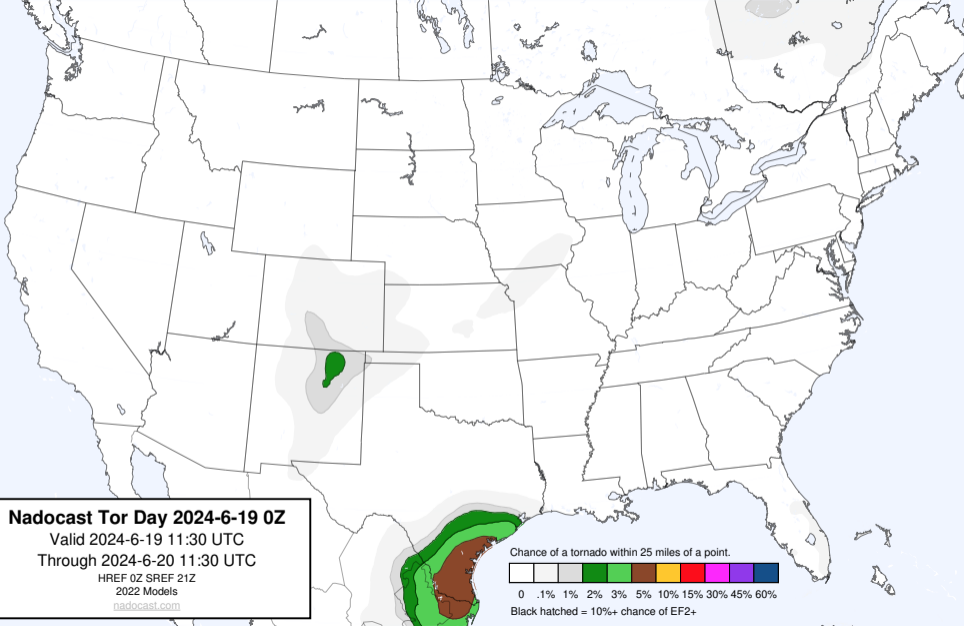 Nadocast Tor Day 2024-6-19 0Z
Valid 2024-6-19 11:30 UTC
Through 2024-6-20 11:30 UTC
HREF 0Z SREF 21Z
2022 Models
nadocast.com
Chance of a tornado within 25 miles of a point.
0 .1% 1% 2% 3% 5% 10% 15% 30% 45% 60%
Black hatched = 10%+ chance of EF2+